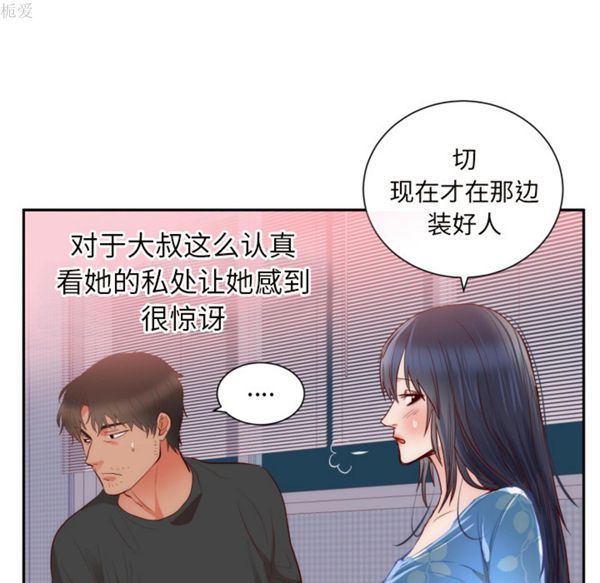 栀爱
切
现在才在那边
装好人
对于大叔这么认真
看她的私处让她感到
很惊讶
....